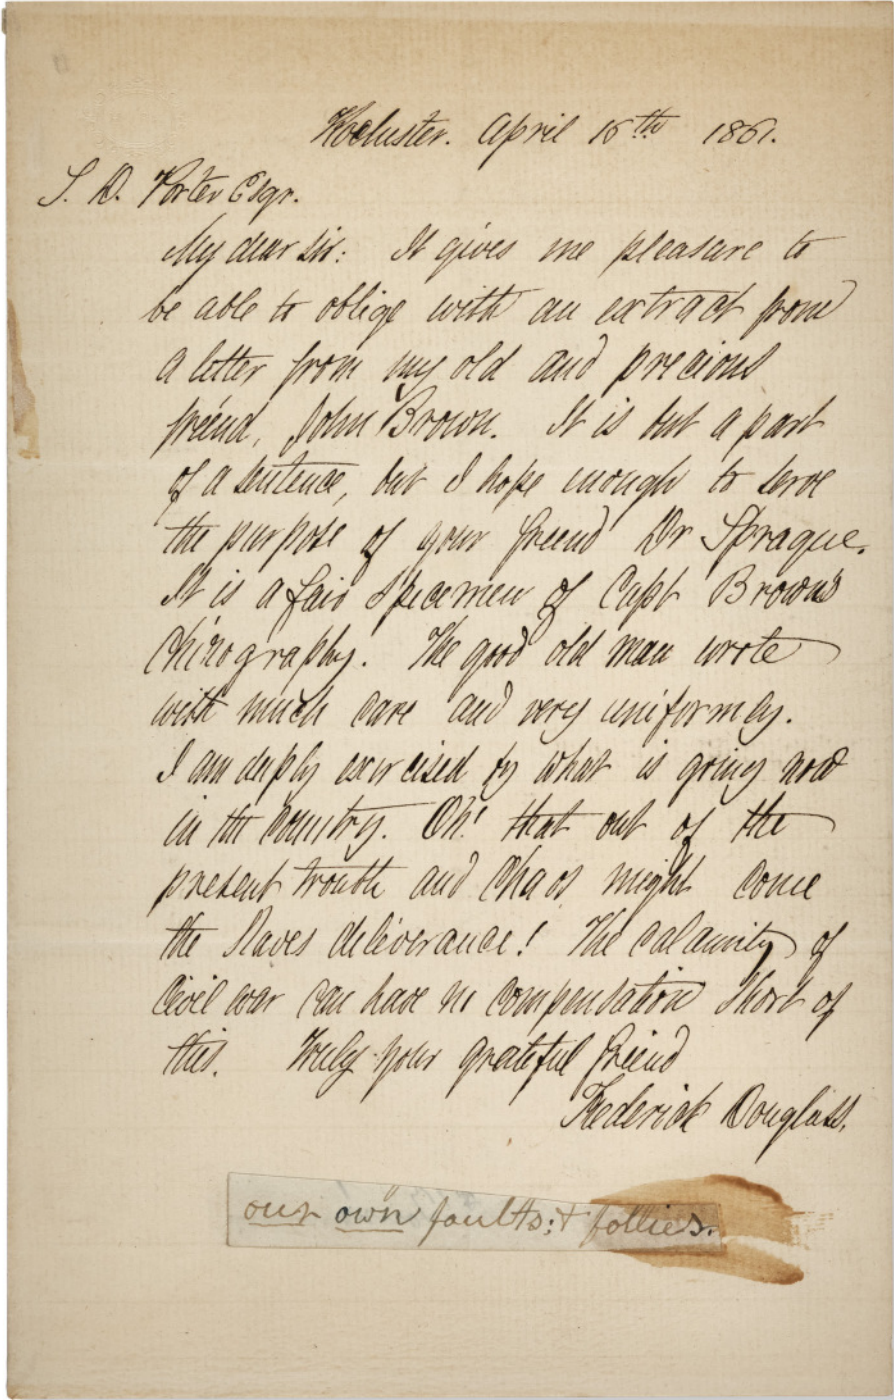 Rochester. April 15th 1861.
S. D. Porter Esqr.
My dear Sir: It gives me pleasure to
be able to oblige with an extract from
a letter from my old and precious
friend, John Brown. It is but a part
of a sentence, but I hope enough to serve
the purpose of your friend Dr Sprague.
It is a fair specimen of Capt Brown's
Chirography. The good old man wrote
with much care and very uniformly.
I am deeply exercised by what is going now
in the Country. Oh! that out of the
present trouble and Chaos might come
the Slaves deliverance! The calamity of
Civil war can have no compensation Short of
this. Truly your grateful friend
Frederick Douglass.
our own faults; & follies.